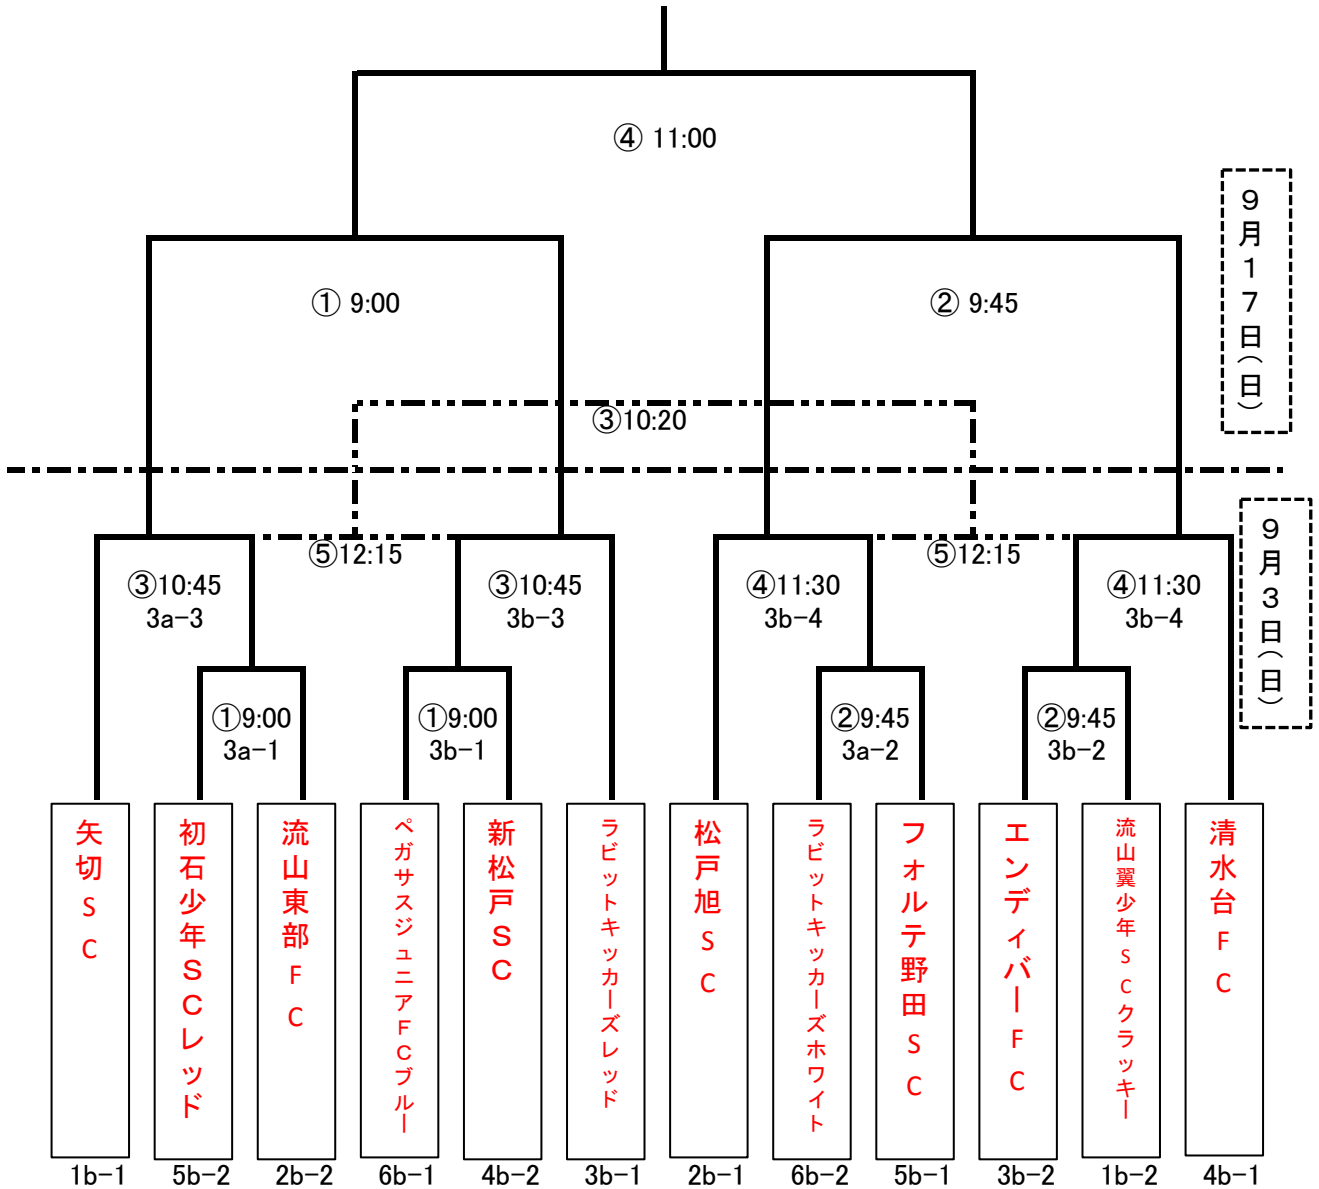 ④ 11:00
９月１７日（日）
① 9:00
② 9:45
③10:20
９月３日（日）
⑤12:15
⑤12:15
③10:45
3a-3
③10:45
3b-3
④11:30
3b-4
④11:30
3b-4
①9:00
3a-1
①9:00
3b-1
②9:45
3a-2
②9:45
3b-2
矢切SC
初石少年ＳＣレッド
流山東部FC
ペガサスジュニアＦＣブルー
新松戸ＳＣ
ラビットキッカーズレッド
松戸旭SC
ラビットキッカーズホワイト
フォルテ野田SC
エンディバーFC
流山翼少年SCクラッキー
清水台FC
1b-1
5b-2
2b-2
6b-1
4b-2
3b-1
2b-1
6b-2
5b-1
3b-2
1b-2
4b-1